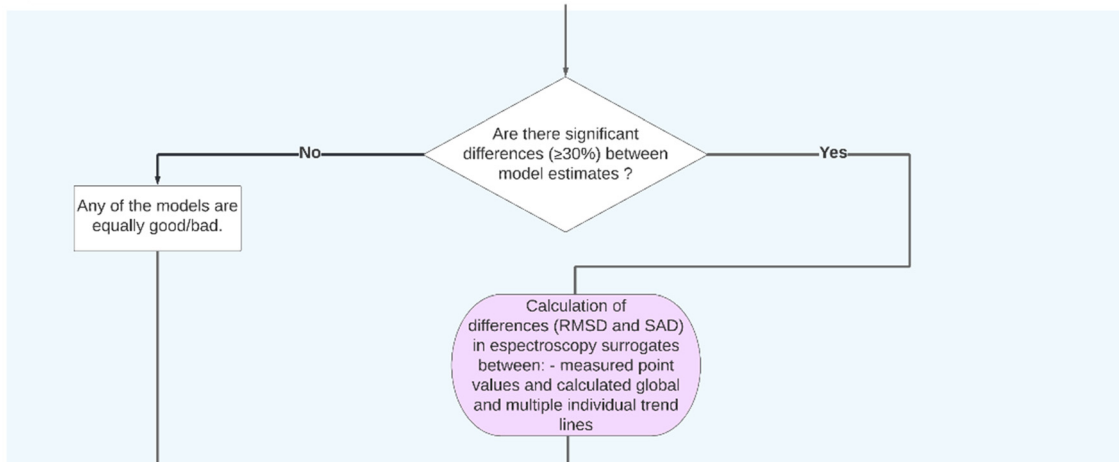 Are there significant
differences (≥30%) between
model estimates ?
No
Yes
Any of the models are
equally good/bad.
Calculation of
differences (RMSD and SAD)
in espectroscopy surrogates
between: - measured point
values and calculated global
and multiple individual trend
lines